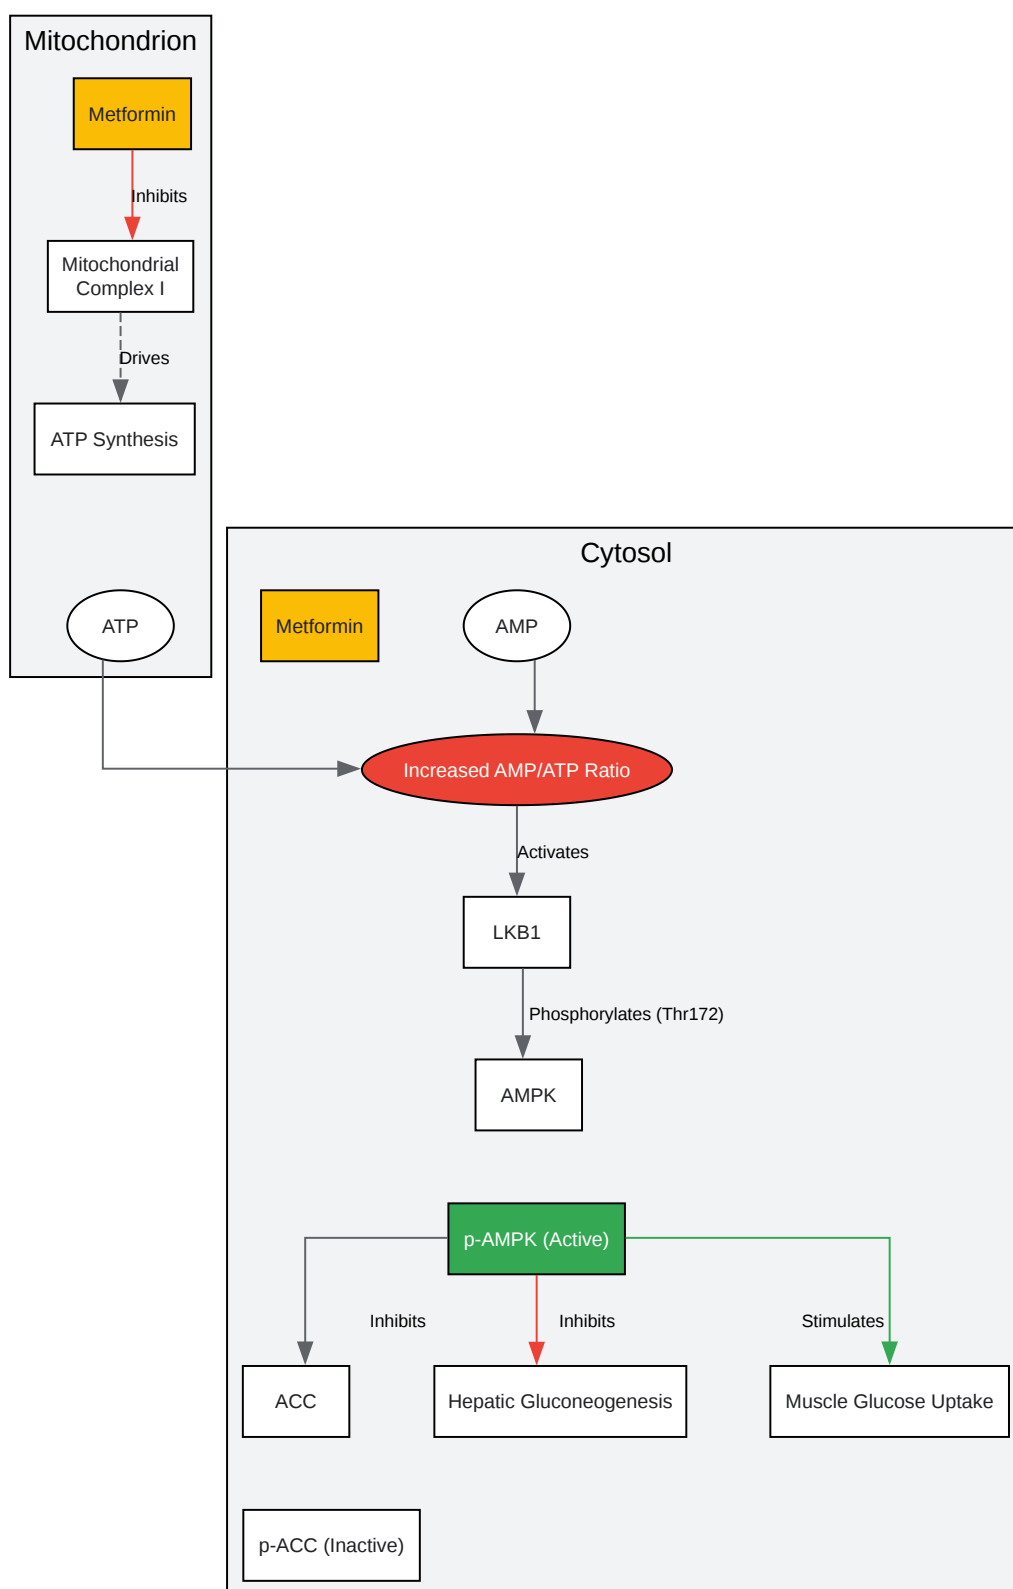 Mitochondrion
Metformin
Inhibits
Mitochondrial
Complex I
Drives
ATP Synthesis
ATP
Cytosol
Metformin
AMP
Increased AMP/ATP Ratio
Activates
LKB1
Phosphorylates (Thr172)
AMPK
p-AMPK (Active)
Inhibits
Inhibits
Stimulates
ACC
Hepatic Gluconeogenesis
Muscle Glucose Uptake
p-ACC (Inactive)